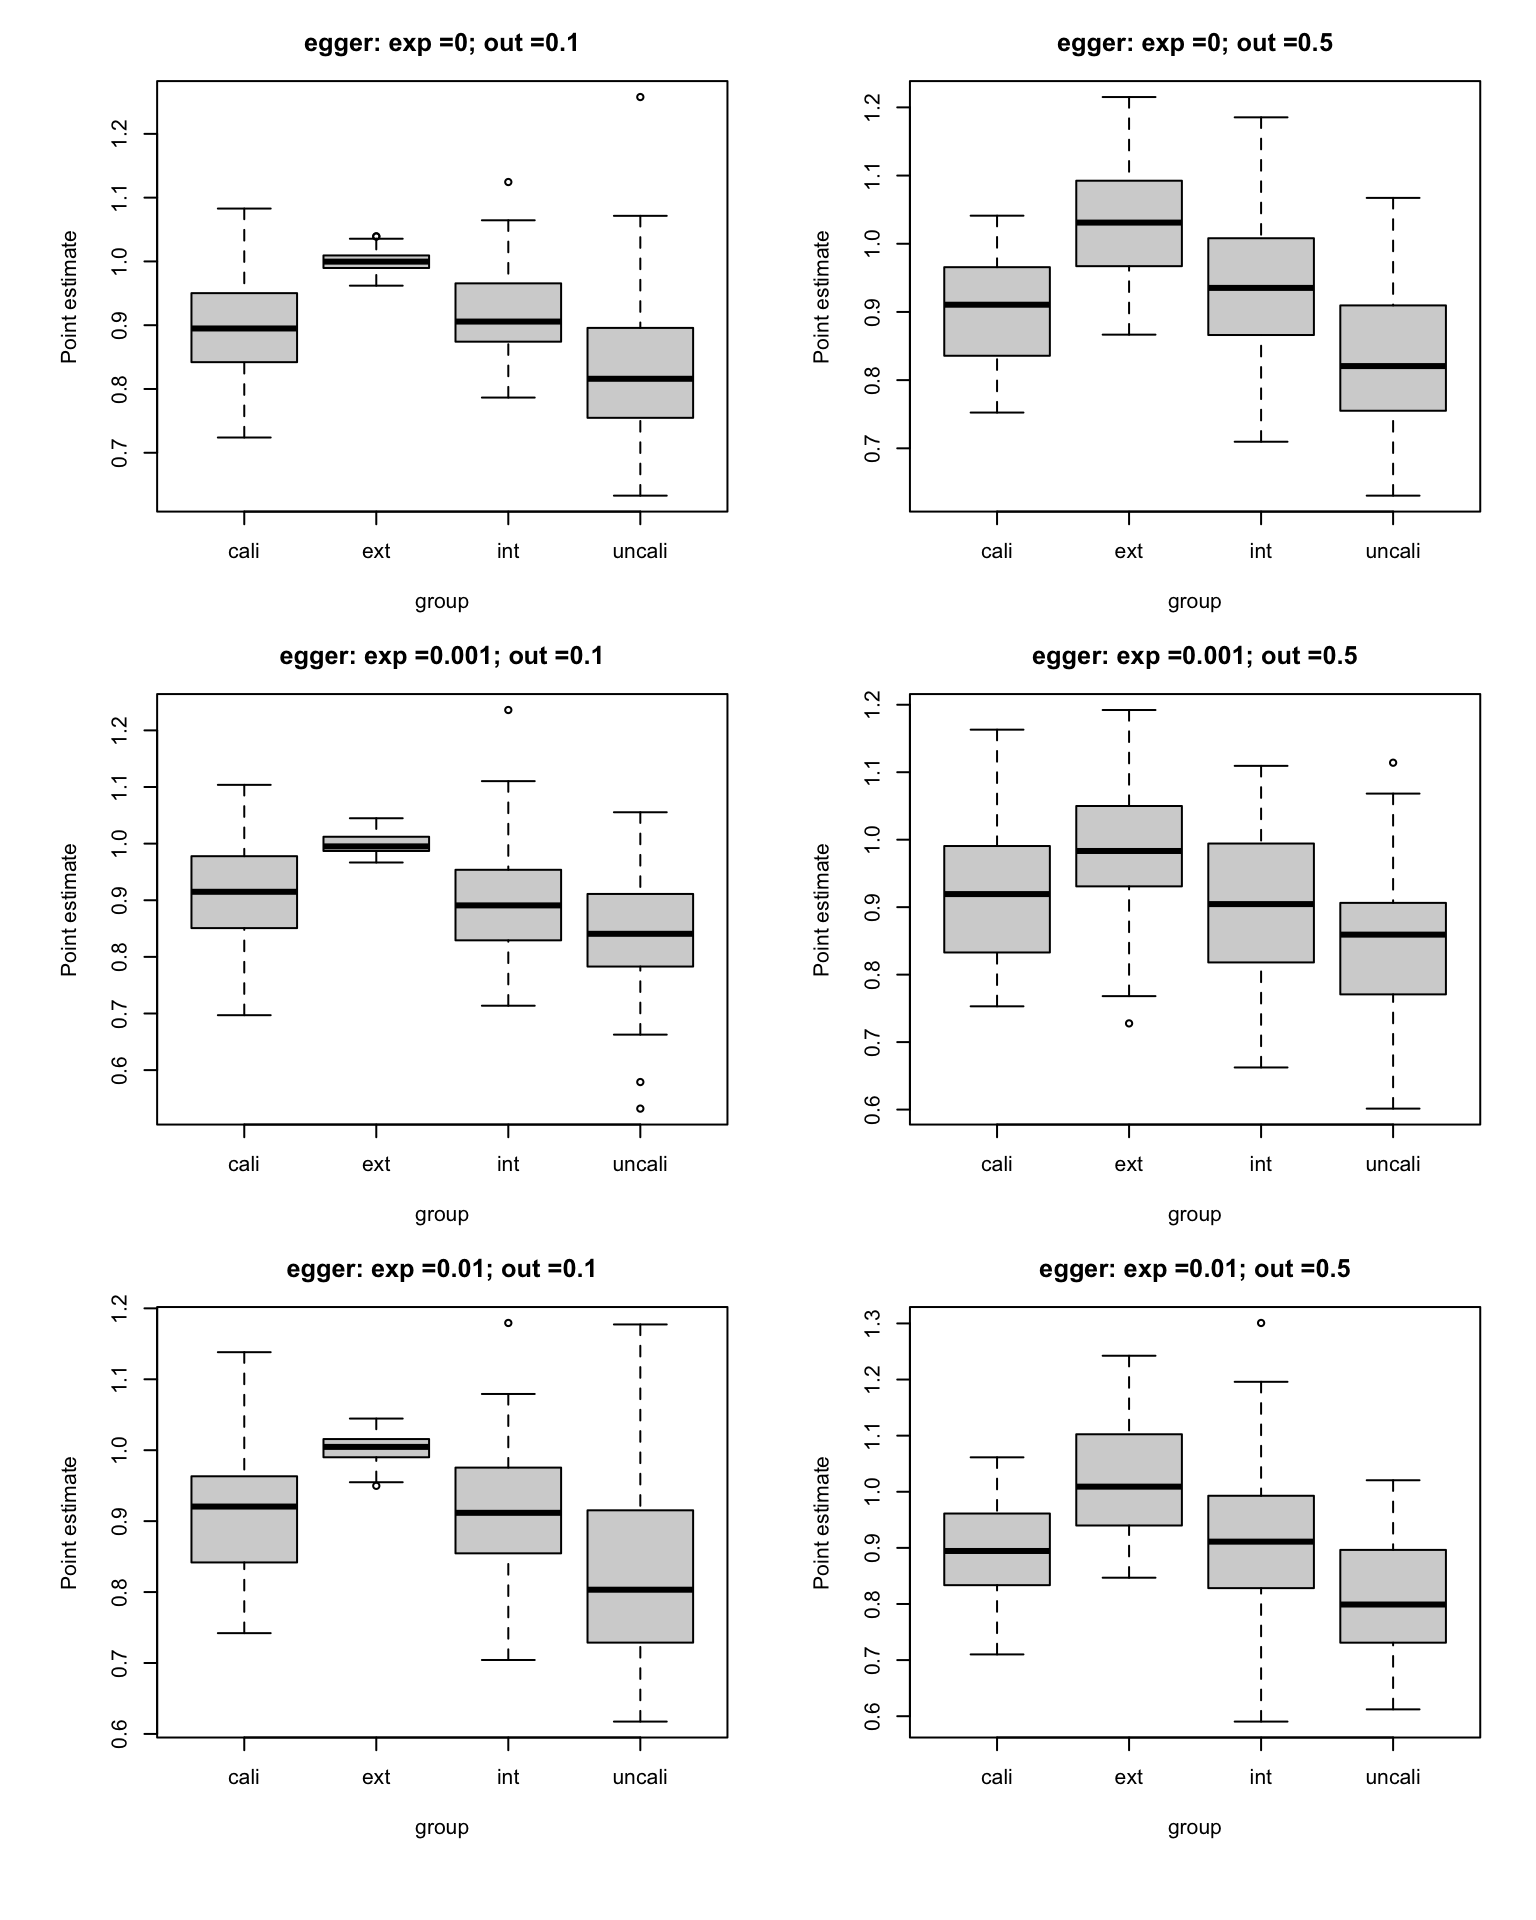 egger: exp =0; out =0.1
Point estimate
1.2
1.1
1.0
0.9
0.8
0.7
cali ext int uncali
group
egger: exp =0; out =0.5
Point estimate
1.2
1.1
1.0
0.9
0.8
0.7
cali ext int uncali
group
egger: exp =0.001; out =0.1
Point estimate
1.2
1.1
1.0
0.9
0.8
0.7
0.6
cali ext int uncali
group
egger: exp =0.001; out =0.5
Point estimate
1.2
1.1
1.0
0.9
0.8
0.7
0.6
cali ext int uncali
group
egger: exp =0.01; out =0.1
Point estimate
1.2
1.1
1.0
0.9
0.8
0.7
0.6
cali ext int uncali
group
egger: exp =0.01; out =0.5
Point estimate
1.3
1.2
1.1
1.0
0.9
0.8
0.7
0.6
cali ext int uncali
group